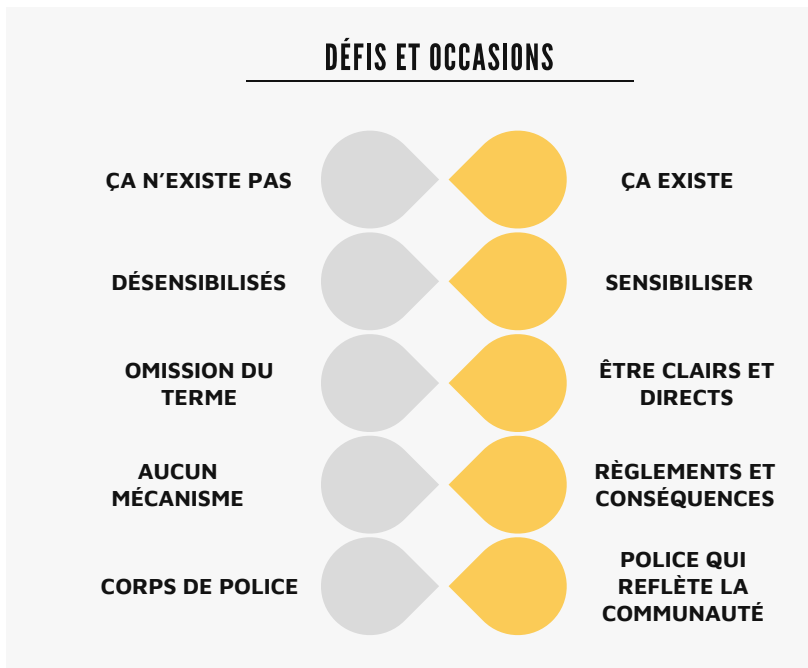 DÉFIS ET OCCASIONS
ÇA N’EXISTE PAS
ÇA EXISTE
DÉSENSIBILISÉS
SENSIBILISER
OMISSION DU
TERME
ÊTRE CLAIRS ET
DIRECTS
AUCUN
MÉCANISME
RÈGLEMENTS ET
CONSÉQUENCES
CORPS DE POLICE
POLICE QUI
REFLÈTE LA
COMMUNAUTÉ